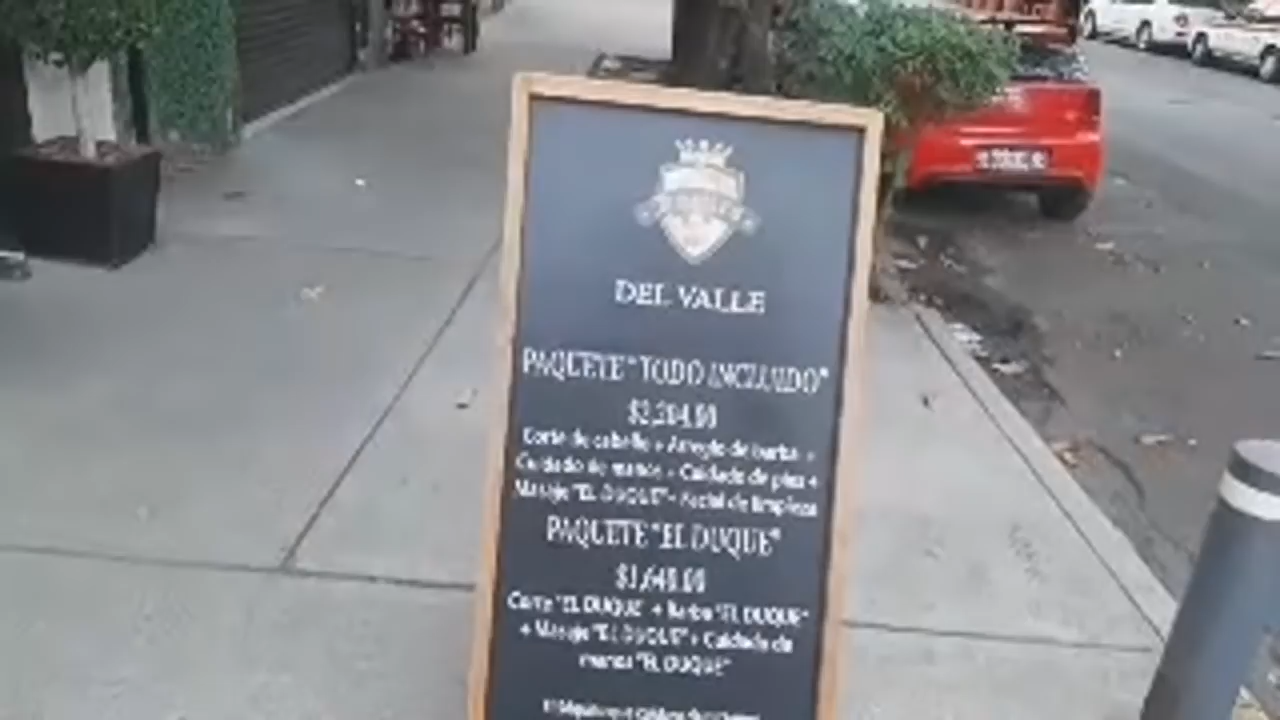 DEL VALLE
PAQUETE "TODO INCLUIDO"
$2,204.00
Corte de cabello + Arreglo de barba +
Cuidado de manos + Cuidado de pies +
Masaje "EL DUQUE" + Facial de limpieza
PAQUETE "EL DUQUE"
$1,648.00
Corte "EL DUQUE" + Barba "EL DUQUE"
+ Masaje "EL DUQUE" + Cuidado de
manos "EL DUQUE"